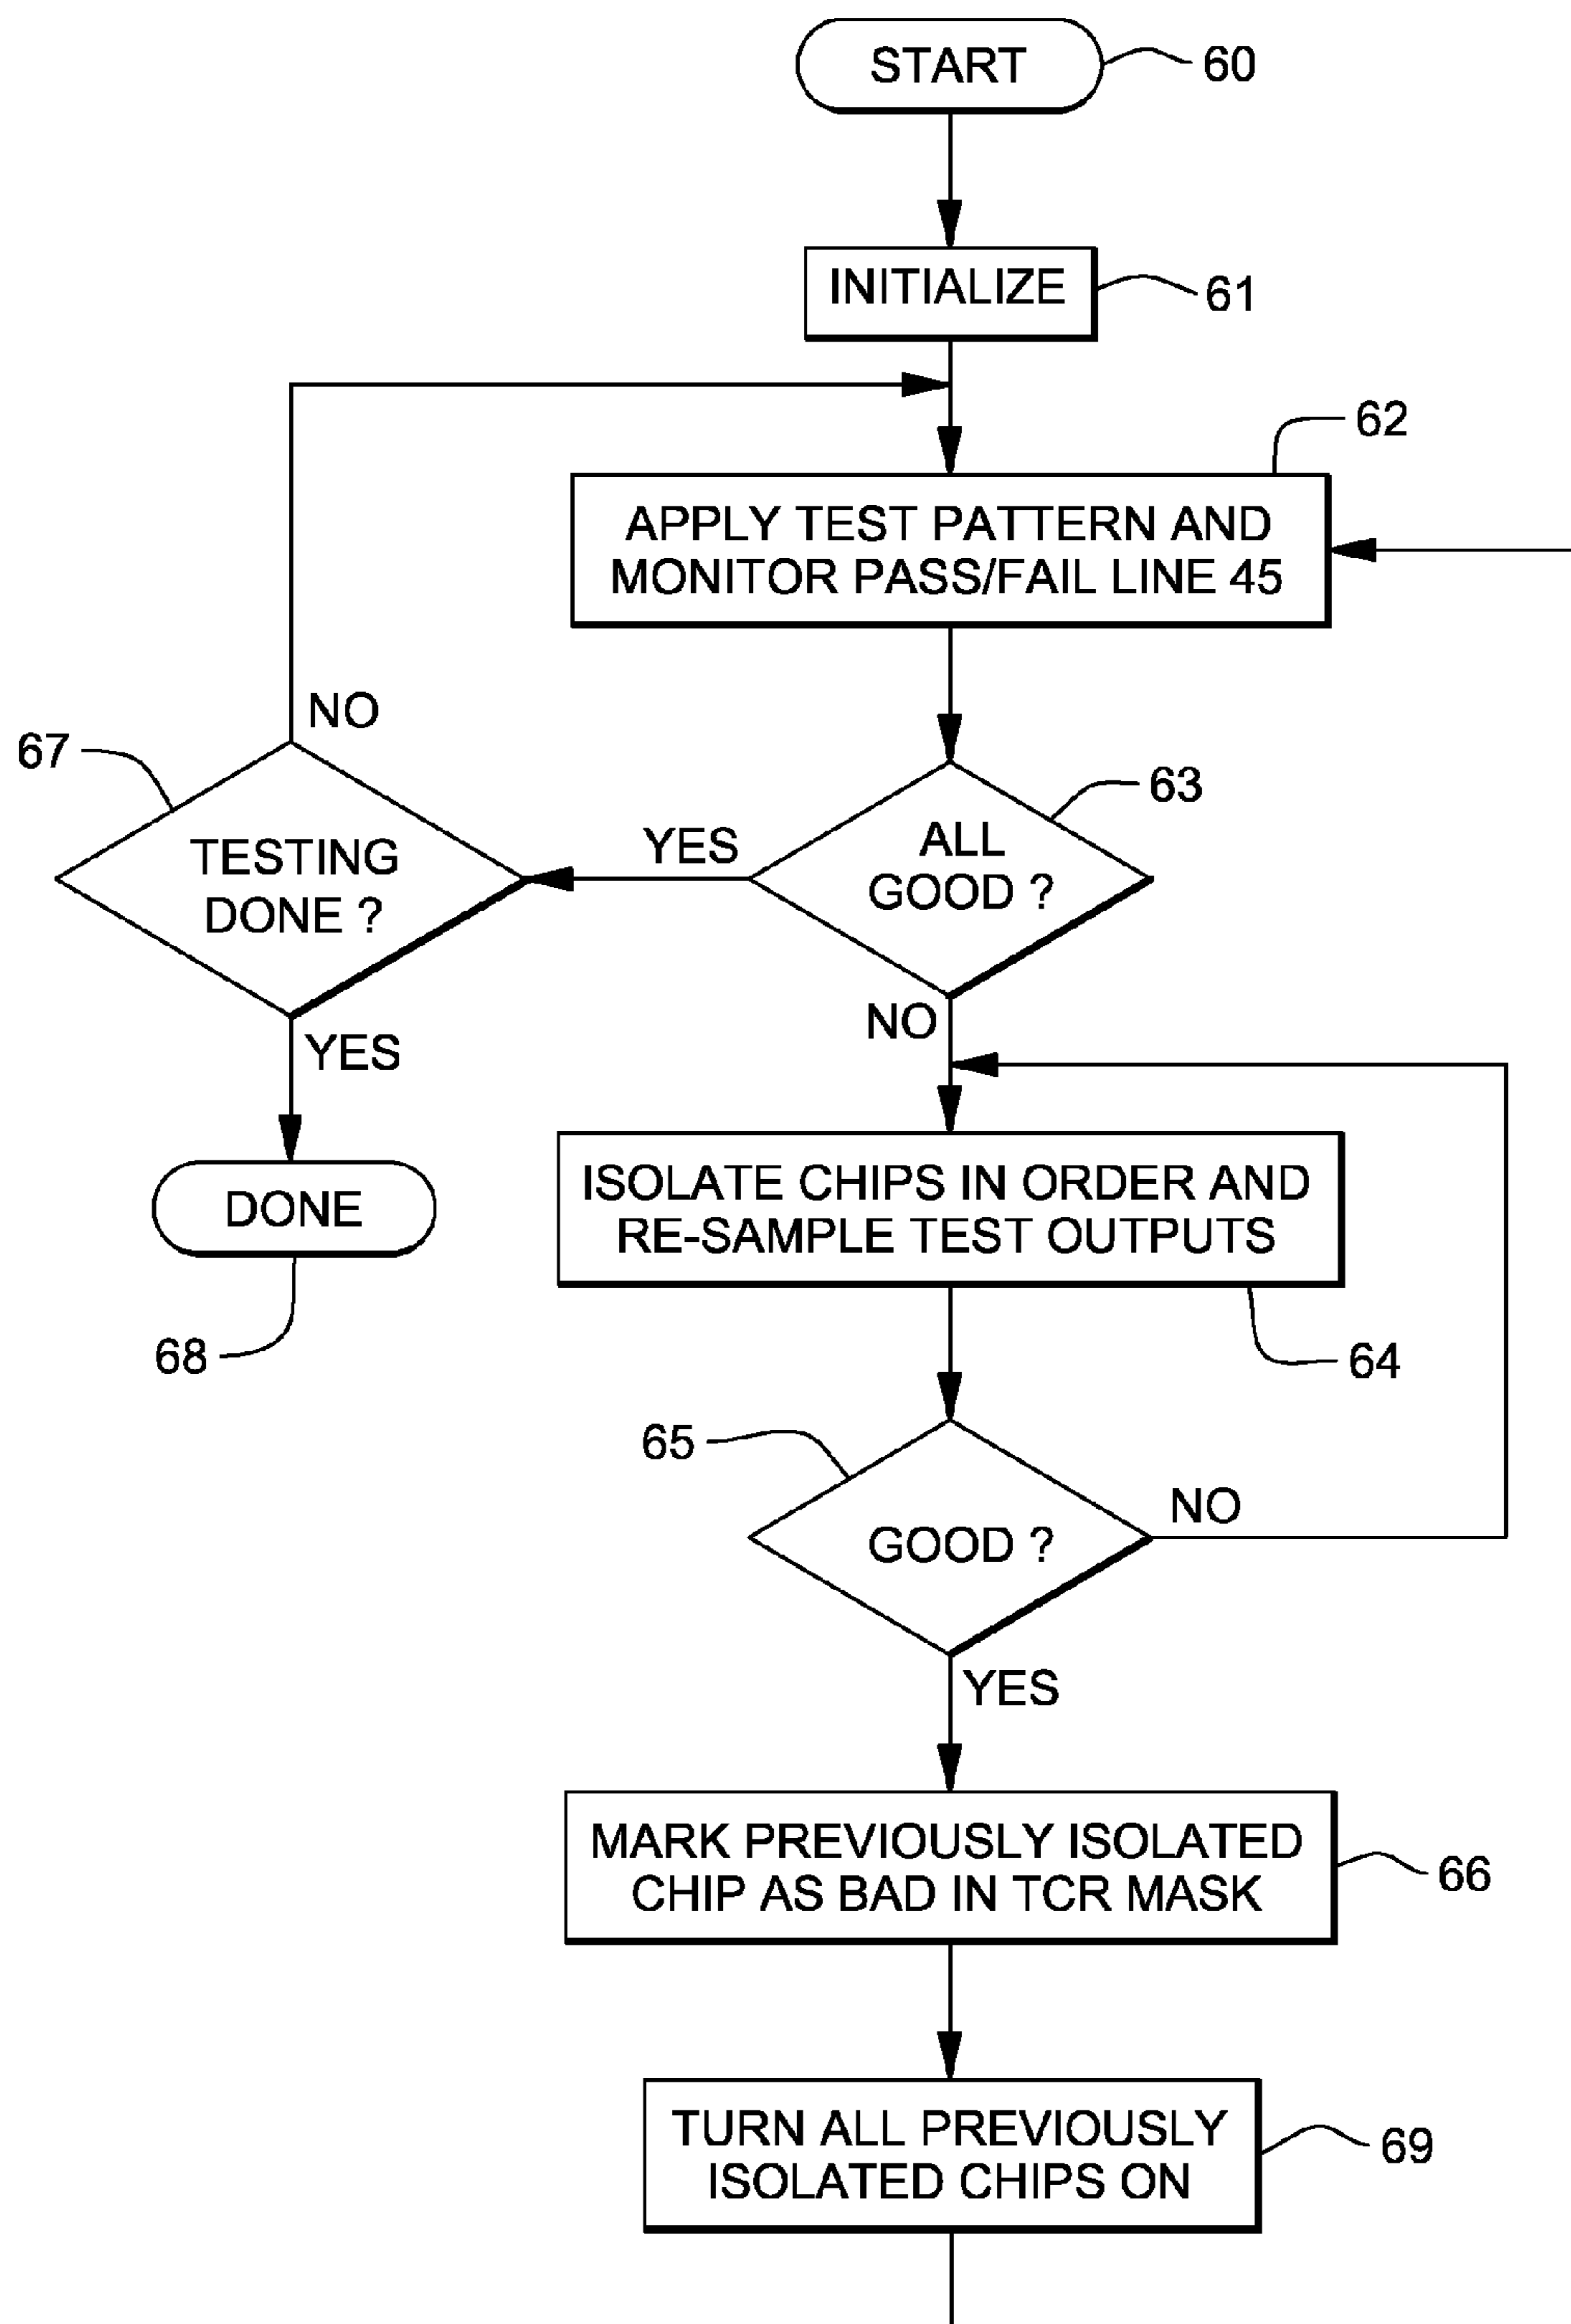 START
60
INITIALIZE
61
62
APPLY TEST PATTERN AND
MONITOR PASS/FAIL LINE 45
NO
67
63
TESTING
DONE ?
YES
ALL
GOOD ?
NO
YES
DONE
68
ISOLATE CHIPS IN ORDER AND
RE-SAMPLE TEST OUTPUTS
64
65
GOOD ?
NO
YES
MARK PREVIOUSLY ISOLATED
CHIP AS BAD IN TCR MASK
66
TURN ALL PREVIOUSLY
ISOLATED CHIPS ON
69